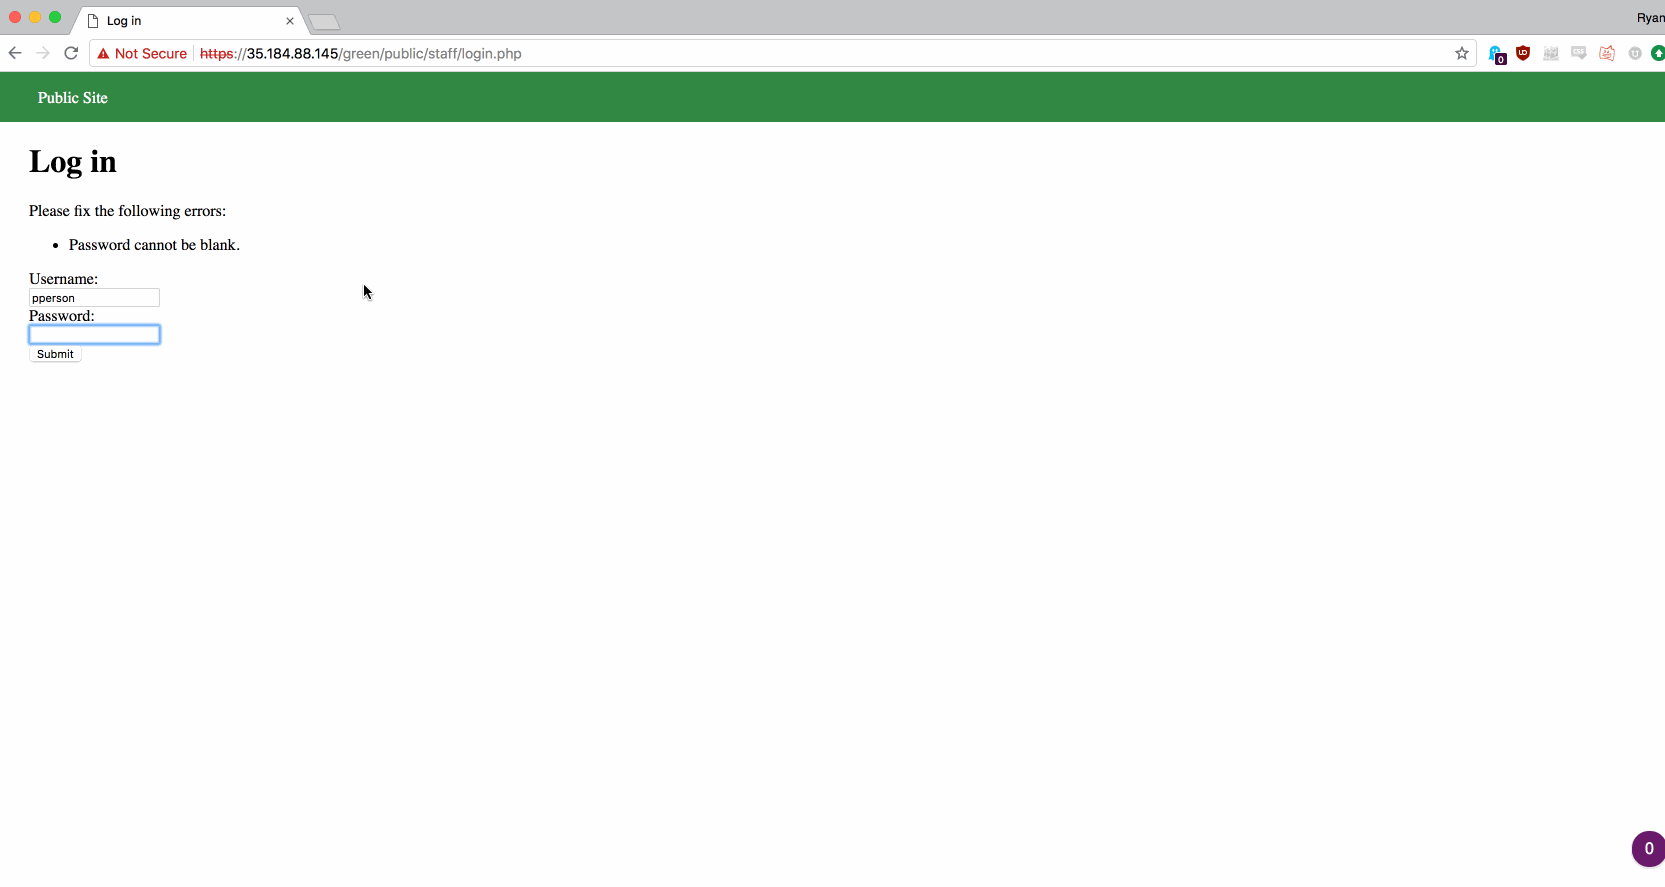 Log in
Ryan
Not Secure https://35.184.88.145/green/public/staff/login.php
0
Public Site
Log in
Please fix the following errors:
Password cannot be blank.
Username:
pperson
Password:
Submit
0